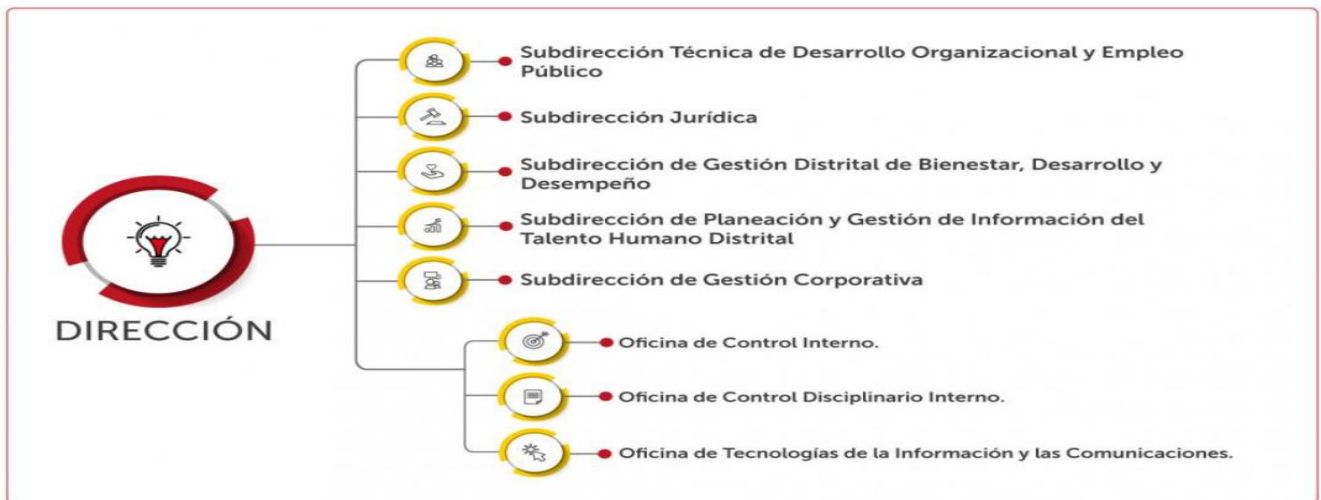 Subdirección Técnica de Desarrollo Organizacional y Empleo
Público
Subdirección Jurídica
Subdirección de Gestión Distrital de Bienestar, Desarrollo y
Desempeño
Subdirección de Planeación y Gestión de Información del
Talento Humano Distrital
Subdirección de Gestión Corporativa
DIRECCIÓN
Oficina de Control Interno.
Oficina de Control Disciplinario Interno.
Oficina de Tecnologías de la Información y las Comunicaciones.